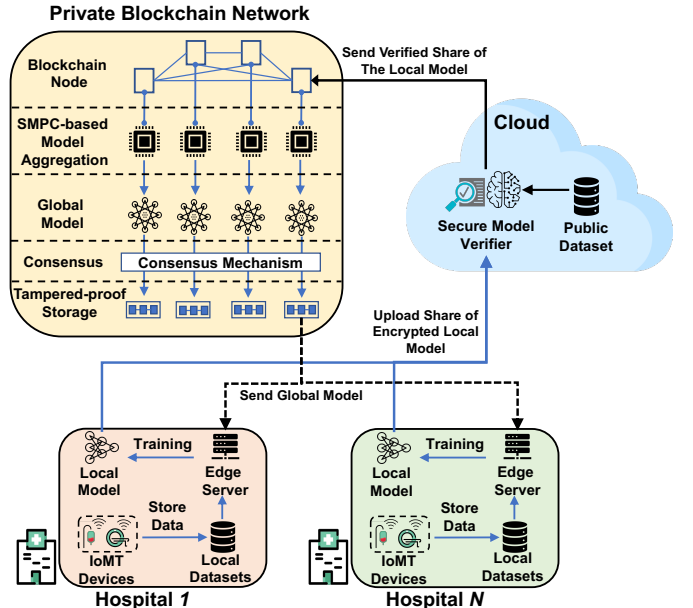 Private Blockchain Network
Blockchain
Node
SMPC-based
Model
Aggregation
Global
Model
Consensus
Consensus Mechanism
Tampered-proof
Storage
Send Verified Share of
The Local Model
Cloud
Secure Model
Verifier
Public
Dataset
Upload Share of
Encrypted Local
Model
Send Global Model
Training
Local
Model
Edge
Server
Store
Data
IoMT
Devices
Local
Datasets
Hospital 1
Training
Local
Model
Edge
Server
Store
Data
IoMT
Devices
Local
Datasets
Hospital N